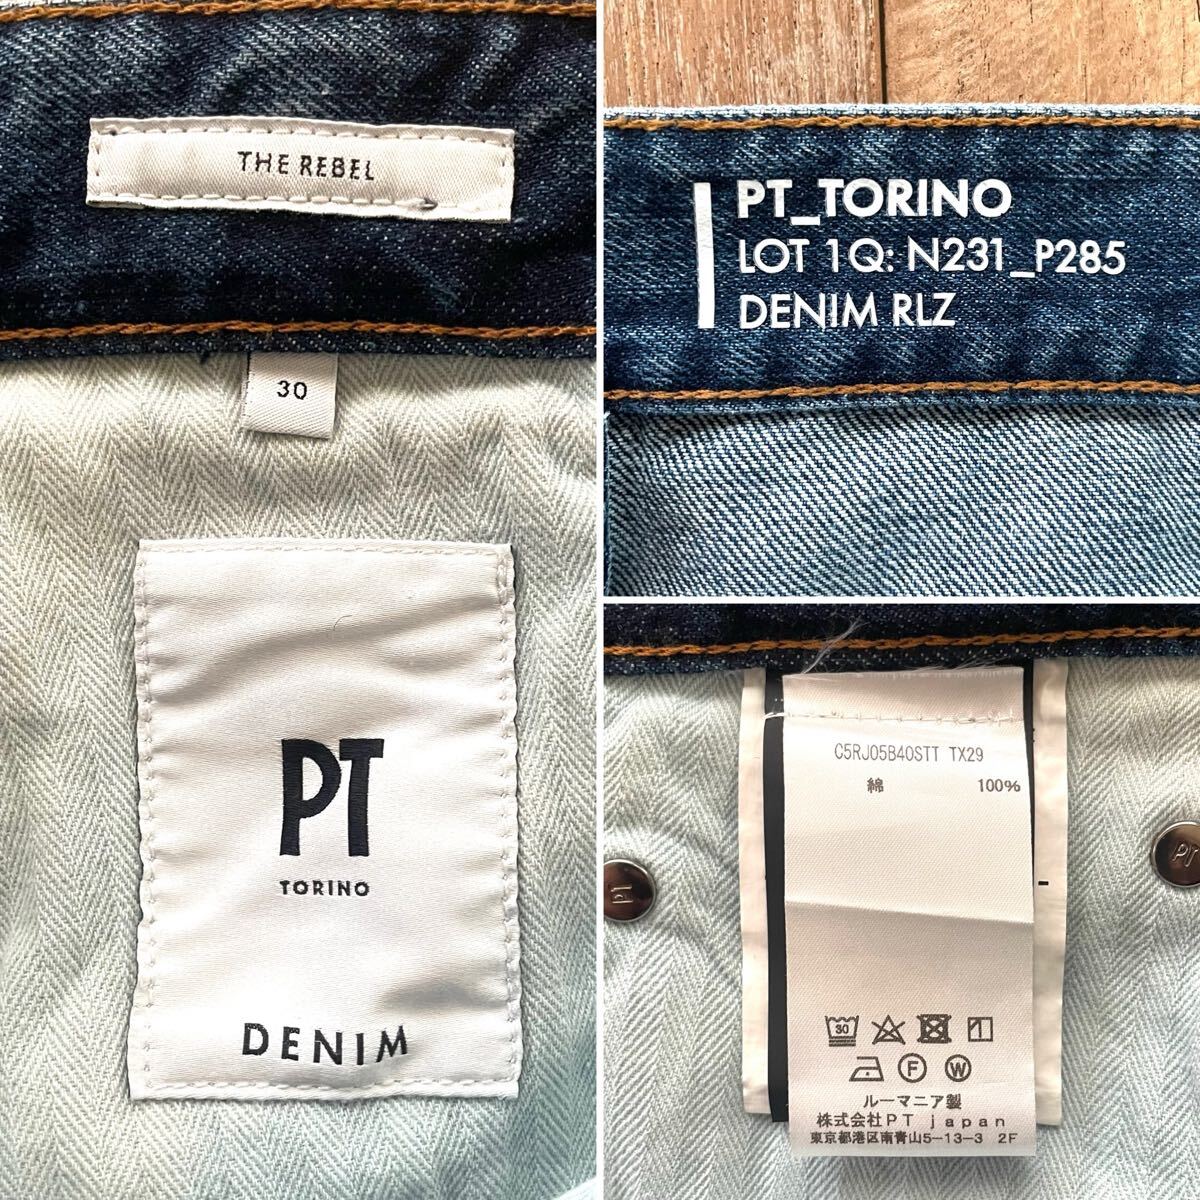 THE REBEL
30
PT
TORINO
DENIM
PT_TORINO
LOT 1Q: N231_P285
DENIM RLZ
C5RJ05B40STT TX29
綿 100%
PT
PT
30
F W
ルーマニア製
株式会社PT japan
東京都港区南青山5-13-3 2F